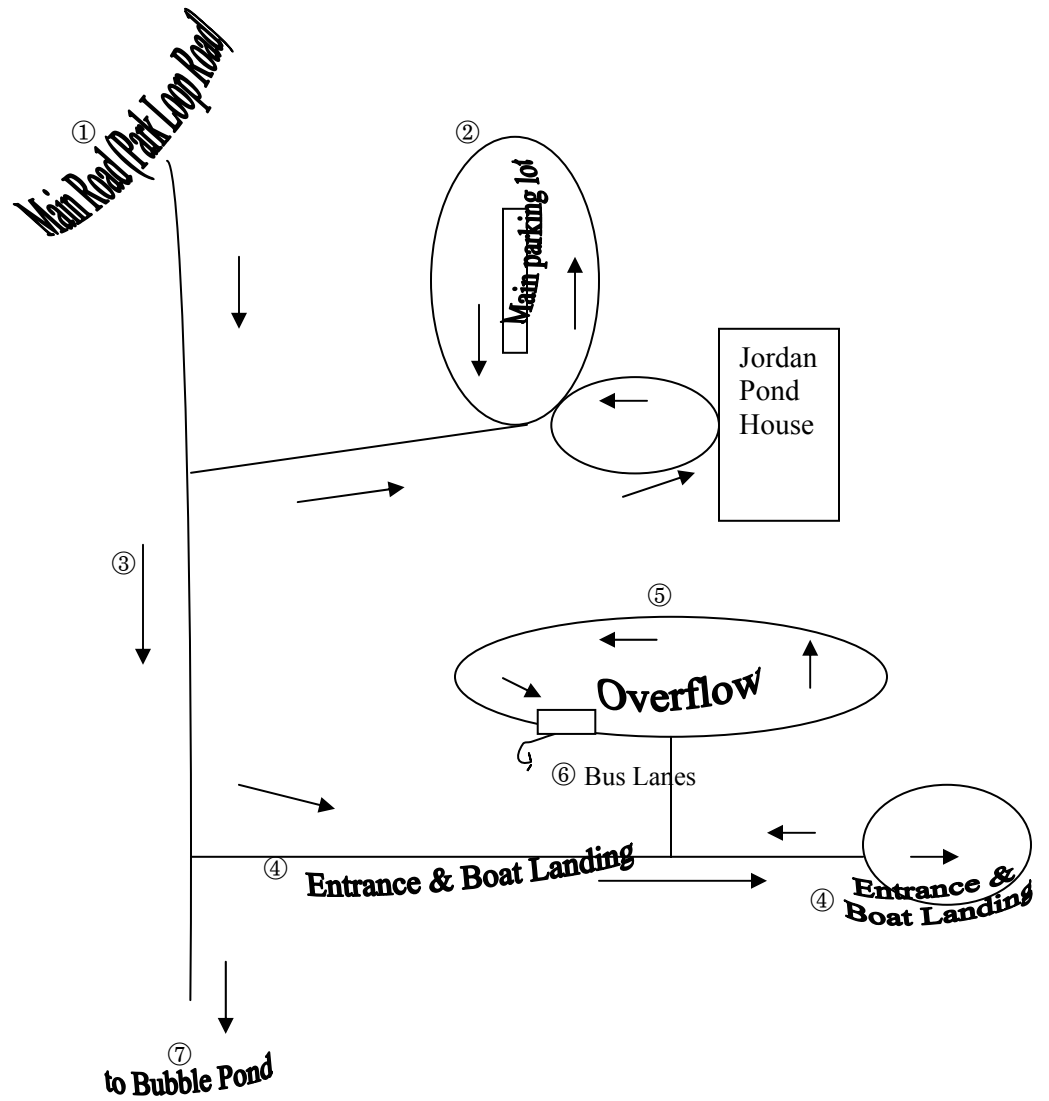 ① Main Road (Park Loop Road)
②
Main parking lot
Jordan
Pond
House
③
⑤
Overflow
⑥ Bus Lanes
④ Entrance & Boat Landing
④ Entrance &
Boat Landing
⑦
to Bubble Pond